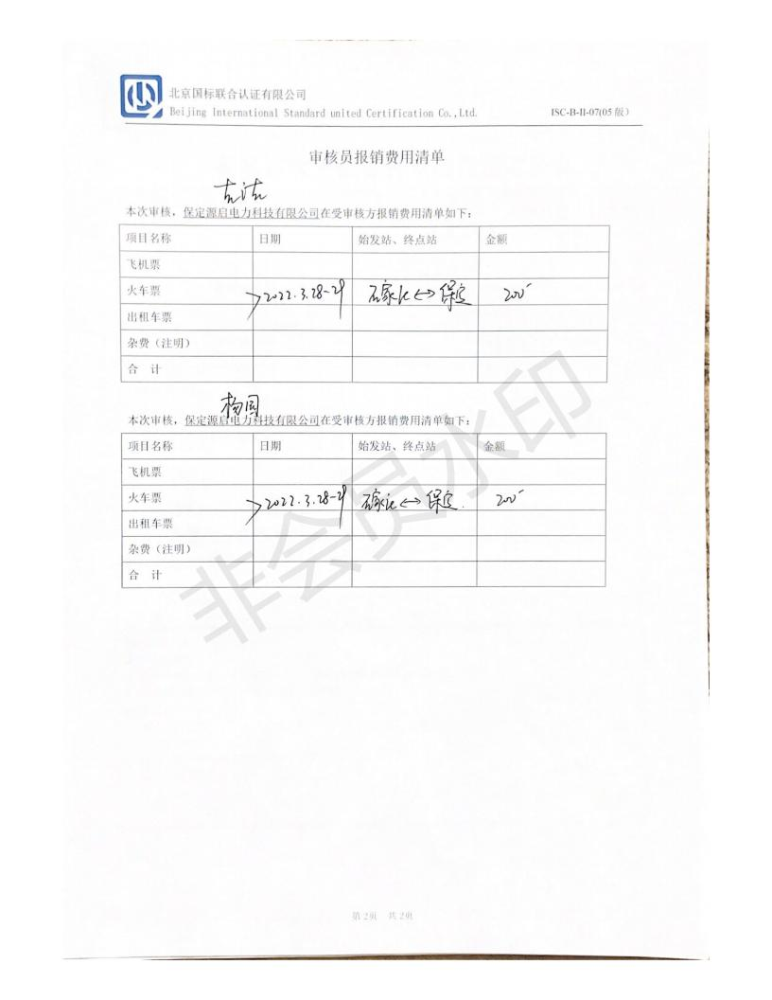 北京国标联合认证有限公司
Beijing International Standard united Certification Co.,Ltd. ISC-B-II-07(05版)
审核员报销费用清单
本次审核，保定源启电力科技有限公司在受审核方报销费用清单如下：
项目名称 日期 始发站、终点站 金额
飞机票
火车票 2022.3.28-29 石家庄↔保定 200
出租车票
杂费（注明）
合 计
杨园
本次审核，保定源启电力科技有限公司在受审核方报销费用清单如下：
项目名称 日期 始发站、终点站 金额
飞机票
火车票 2022.3.28-29 石家庄↔保定. 200
出租车票
杂费（注明）
合 计
非会员水印
第2页 共2页